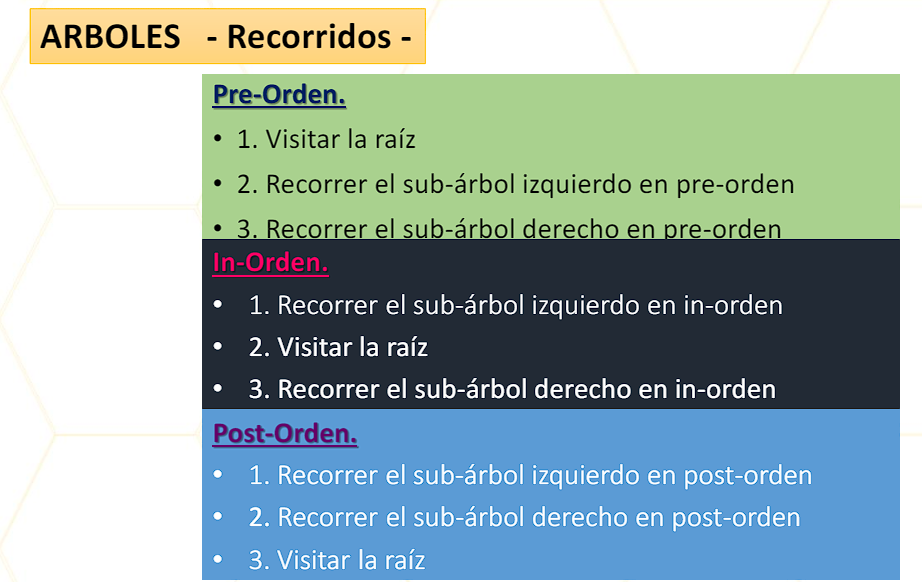 ARBOLES - Recorridos -
Pre-Orden.
• 1. Visitar la raíz
• 2. Recorrer el sub-árbol izquierdo en pre-orden
• 3. Recorrer el sub-árbol derecho en pre-orden
In-Orden.
• 1. Recorrer el sub-árbol izquierdo en in-orden
• 2. Visitar la raíz
• 3. Recorrer el sub-árbol derecho en in-orden
Post-Orden.
• 1. Recorrer el sub-árbol izquierdo en post-orden
• 2. Recorrer el sub-árbol derecho en post-orden
• 3. Visitar la raíz